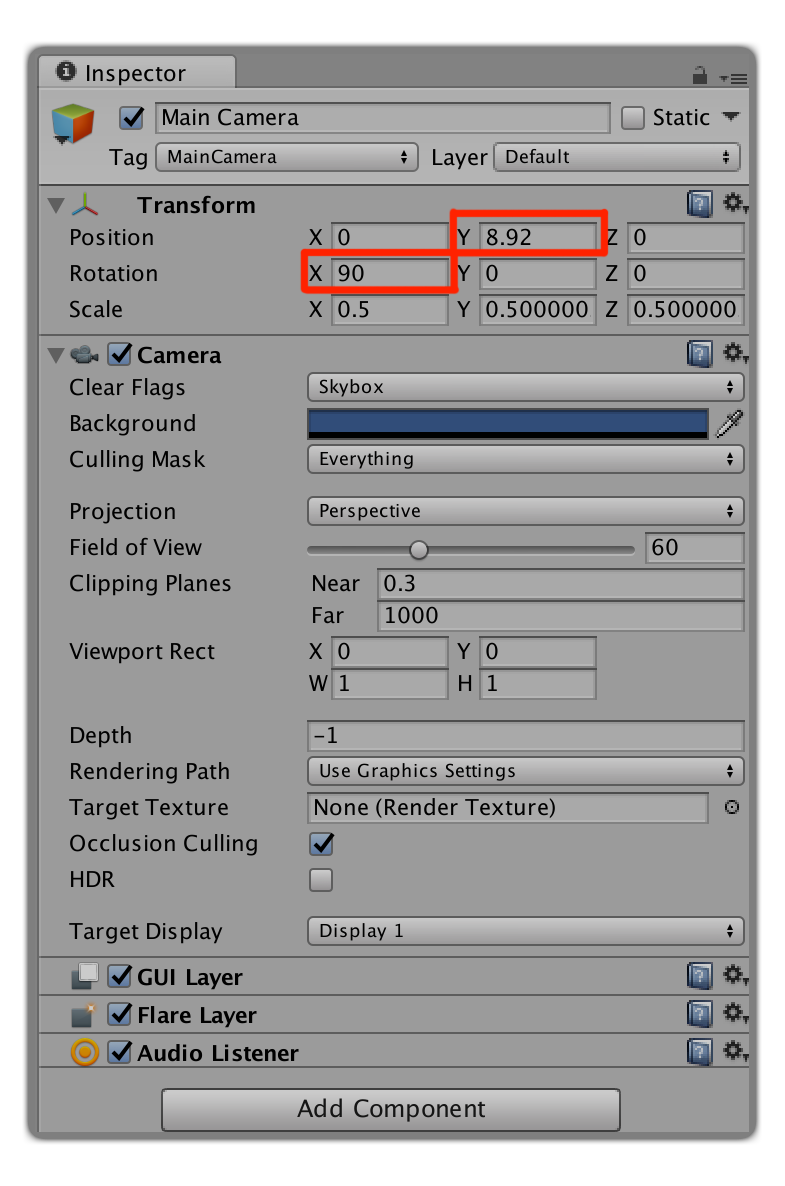 Inspector
Main Camera Static
Tag MainCamera Layer Default
Transform
Position X 0 Y 8.92 Z 0
Rotation X 90 Y 0 Z 0
Scale X 0.5 Y 0.500000 Z 0.500000
Camera
Clear Flags Skybox
Background
Culling Mask Everything
Projection Perspective
Field of View 60
Clipping Planes Near 0.3
Far 1000
Viewport Rect X 0 Y 0
W 1 H 1
Depth -1
Rendering Path Use Graphics Settings
Target Texture None (Render Texture)
Occlusion Culling
HDR
Target Display Display 1
GUI Layer
Flare Layer
Audio Listener
Add Component